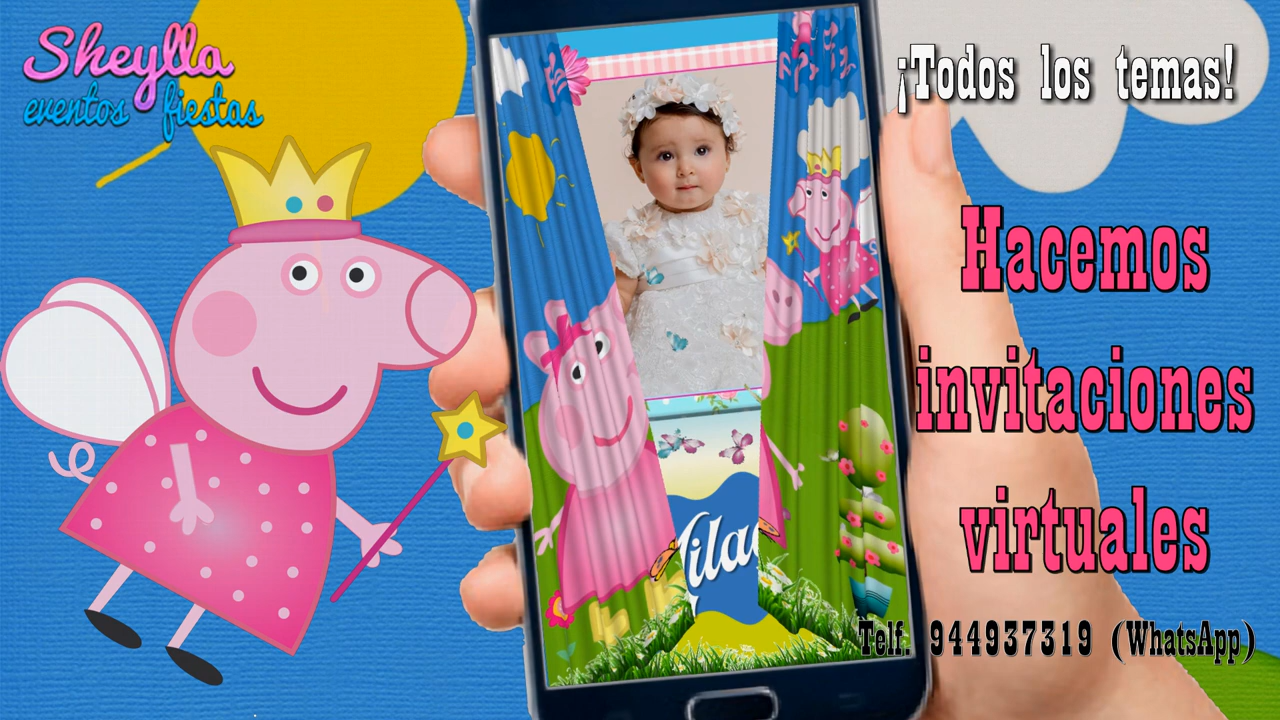 Sheylla
eventos fiestas
¡Todos los temas!
Hacemos
invitaciones
virtuales
Telf. 944937319 (WhatsApp)